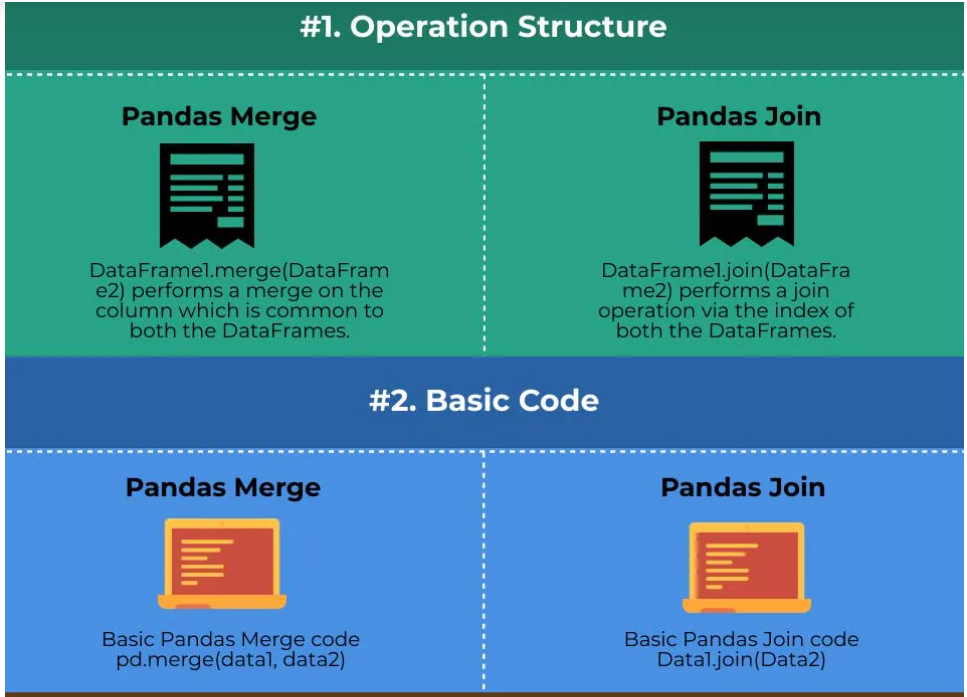 #1. Operation Structure
Pandas Merge
DataFrame1.merge(DataFram
e2) performs a merge on the
column which is common to
both the DataFrames.
Pandas Join
DataFrame1.join(DataFra
me2) performs a join
operation via the index of
both the DataFrames.
#2. Basic Code
Pandas Merge
Basic Pandas Merge code
pd.merge(data1, data2)
Pandas Join
Basic Pandas Join code
Data1.join(Data2)